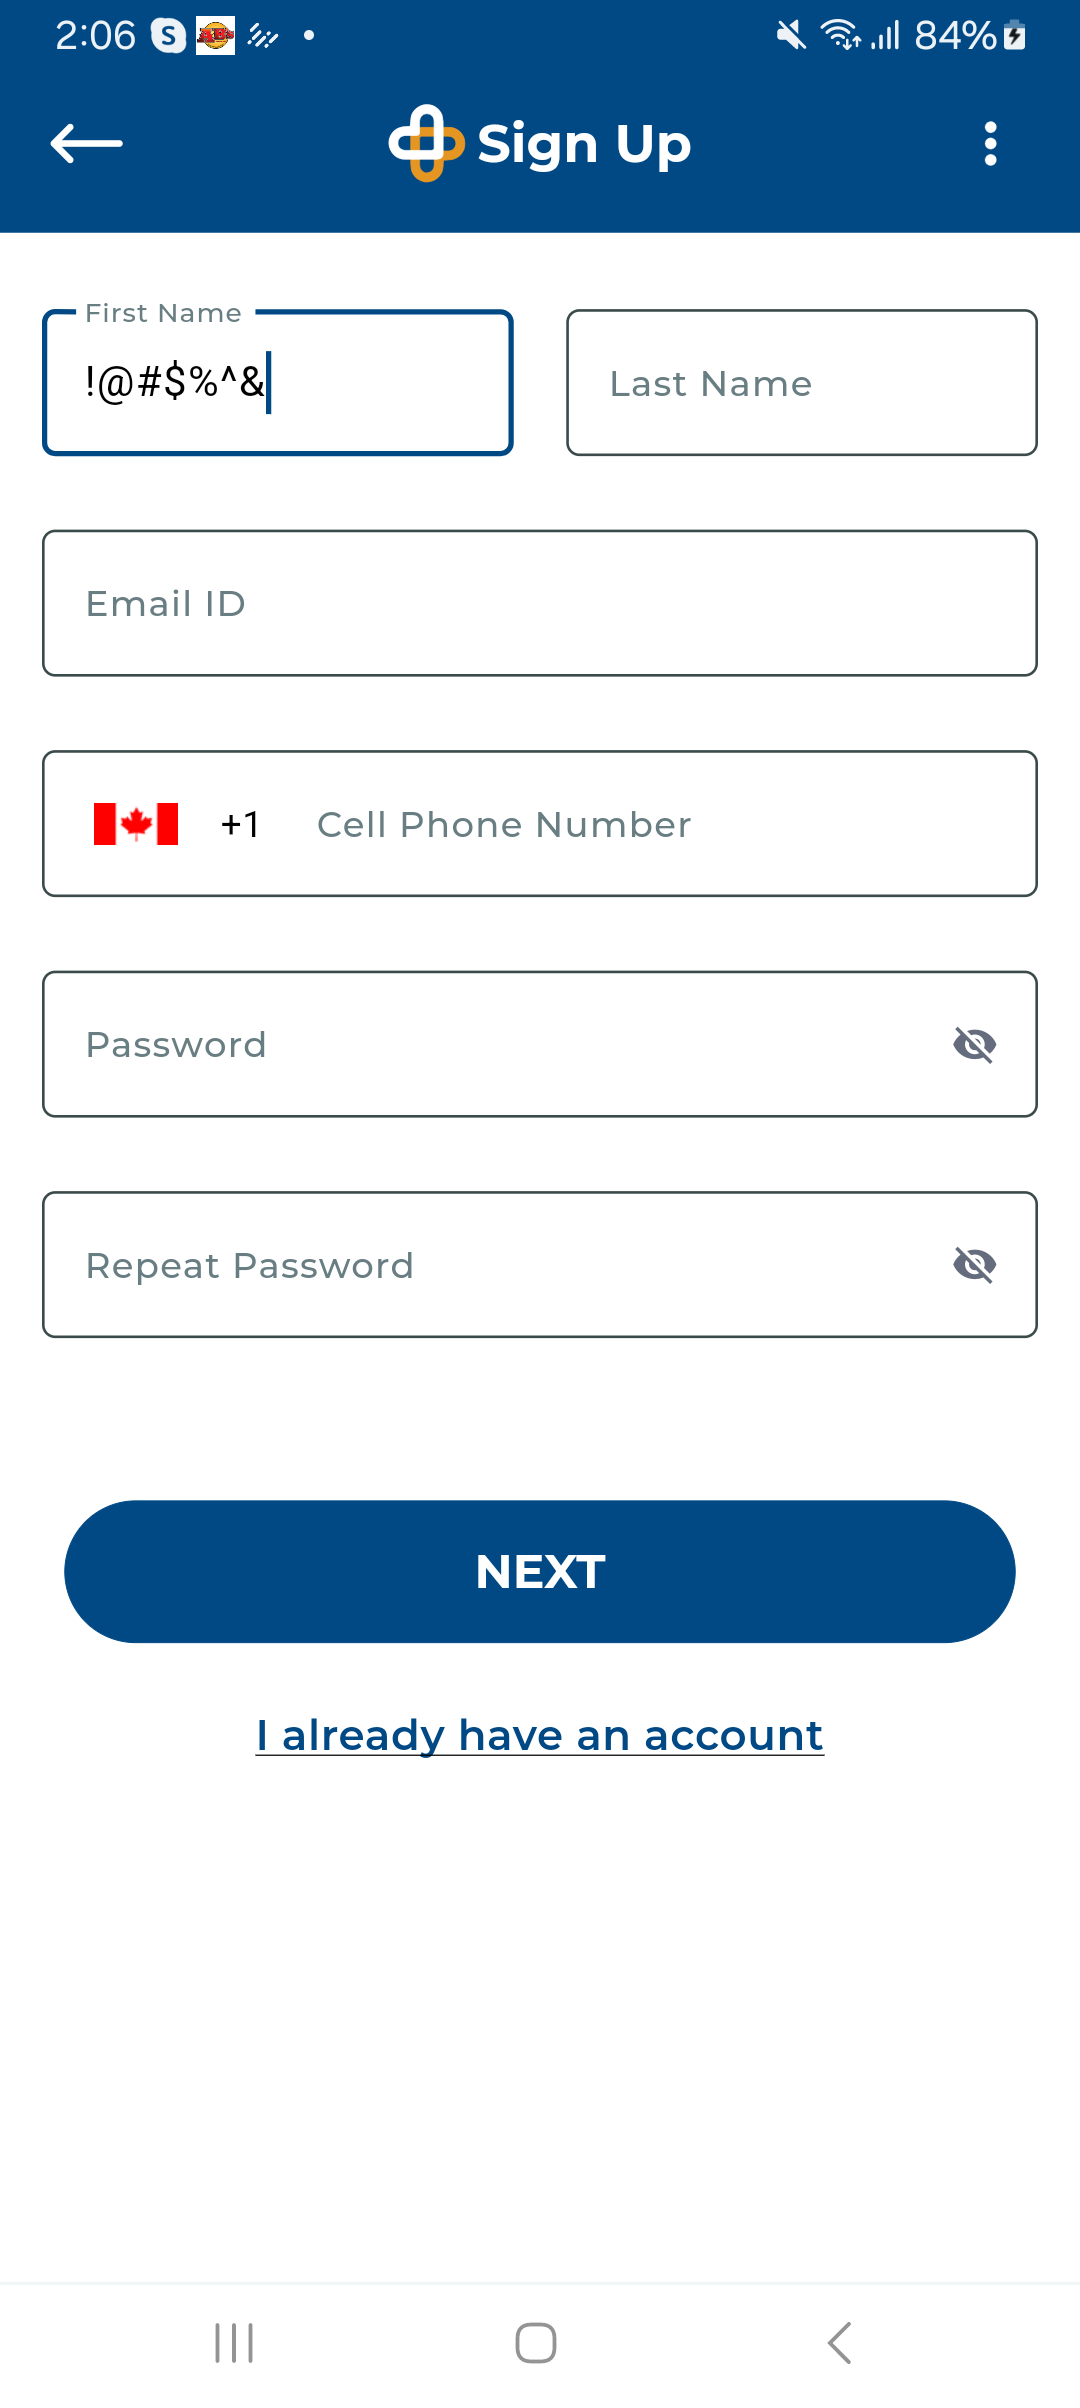 2:06 S AB's 84%
Sign Up
First Name
!@#$%^&
Last Name
Email ID
+1 Cell Phone Number
Password
Repeat Password
NEXT
I already have an account